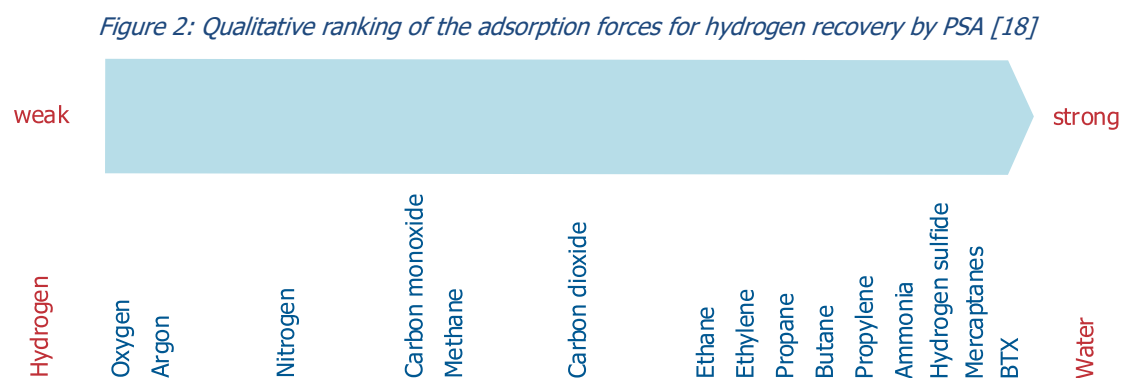 Figure 2: Qualitative ranking of the adsorption forces for hydrogen recovery by PSA [18]
weak
strong
Hydrogen
Oxygen
Argon
Nitrogen
Carbon monoxide
Methane
Carbon dioxide
Ethane
Ethylene
Propane
Butane
Propylene
Ammonia
Hydrogen sulfide
Mercaptanes
BTX
Water